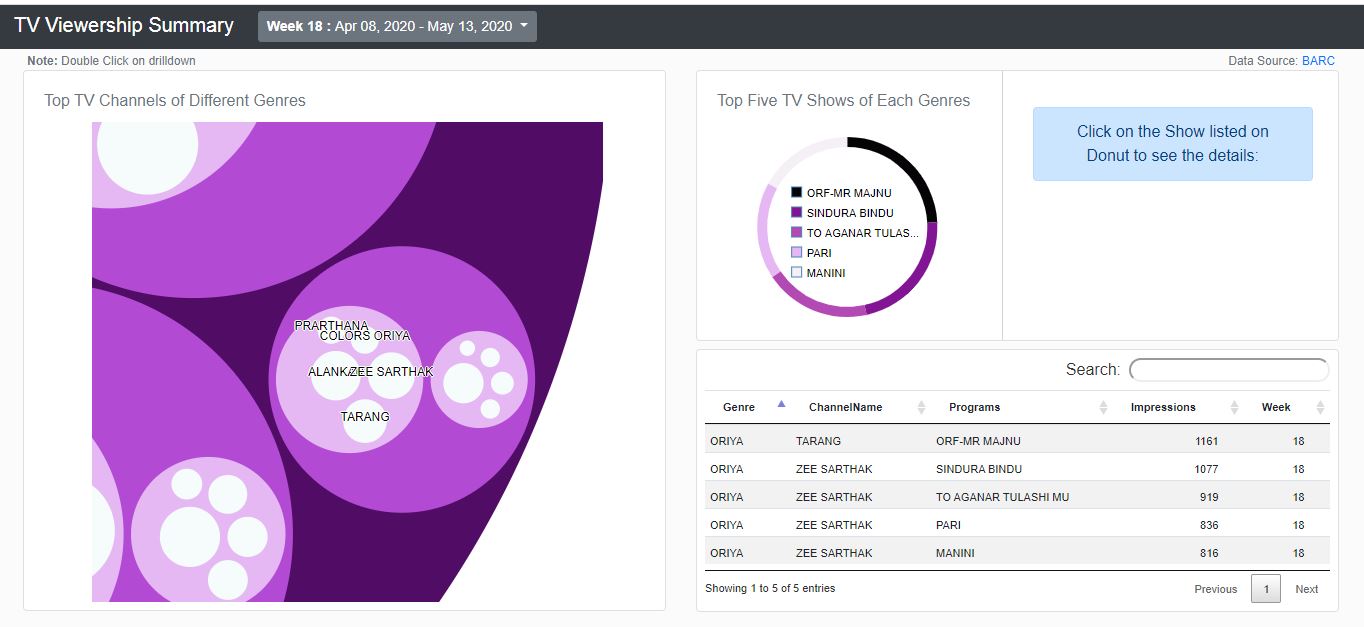 TV Viewership Summary
Week 18 : Apr 08, 2020 - May 13, 2020
Note: Double Click on drilldown
Data Source: BARC
Top TV Channels of Different Genres
PRARTHANA
COLORS ORIYA
ZEE SARTHAK
TARANG
Top Five TV Shows of Each Genres
ORF-MR MAJNU
SINDURA BINDU
TO AGANAR TULAS...
PARI
MANINI
Click on the Show listed on
Donut to see the details:
Search:
Genre ChannelName Programs Impressions Week
ORIYA TARANG ORF-MR MAJNU 1161 18
ORIYA ZEE SARTHAK SINDURA BINDU 1077 18
ORIYA ZEE SARTHAK TO AGANAR TULASHI MU 919 18
ORIYA ZEE SARTHAK PARI 836 18
ORIYA ZEE SARTHAK MANINI 816 18
Showing 1 to 5 of 5 entries
Previous 1 Next